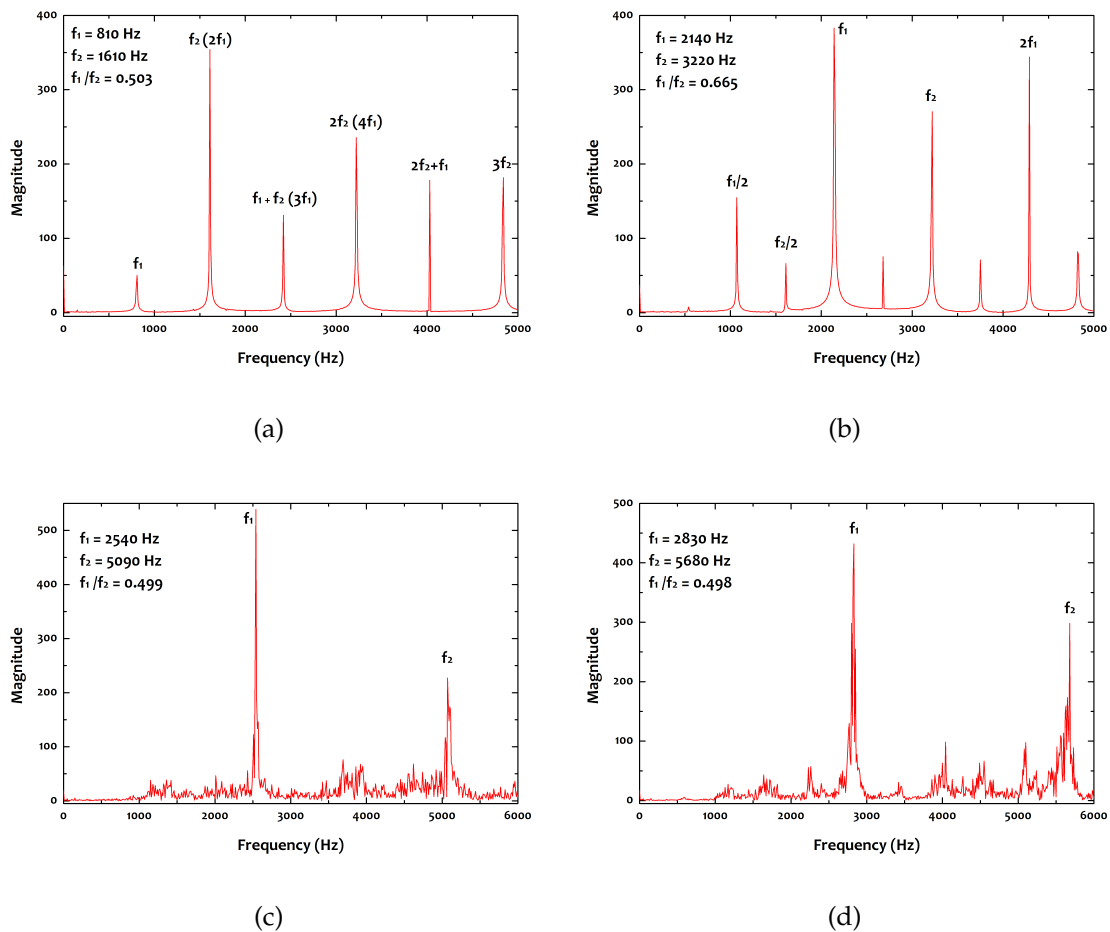 f₁ = 810 Hz
f₂ = 1610 Hz
f₁ /f₂ = 0.503
f₁
f₂ (2f₁)
f₁ + f₂ (3f₁)
2f₂ (4f₁)
2f₂+f₁
3f₂
400
300
200
100
0
Magnitude
0 1000 2000 3000 4000 5000
Frequency (Hz)
(a)
f₁ = 2140 Hz
f₂ = 3220 Hz
f₁ /f₂ = 0.665
f₁/2
f₂/2
f₁
f₂
2f₁
400
300
200
100
0
Magnitude
0 1000 2000 3000 4000 5000
Frequency (Hz)
(b)
f₁ = 2540 Hz
f₂ = 5090 Hz
f₁ /f₂ = 0.499
f₁
f₂
500
400
300
200
100
0
Magnitude
0 1000 2000 3000 4000 5000 6000
Frequency (Hz)
(c)
f₁ = 2830 Hz
f₂ = 5680 Hz
f₁ /f₂ = 0.498
f₁
f₂
500
400
300
200
100
0
Magnitude
0 1000 2000 3000 4000 5000 6000
Frequency (Hz)
(d)